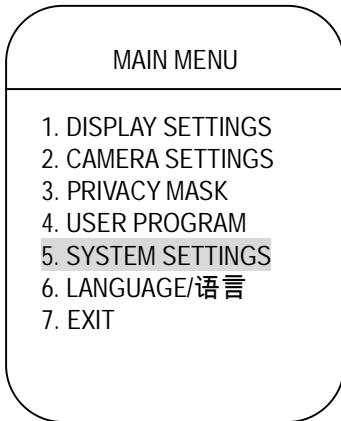 MAIN MENU
1. DISPLAY SETTINGS
2. CAMERA SETTINGS
3. PRIVACY MASK
4. USER PROGRAM
5. SYSTEM SETTINGS
6. LANGUAGE/语言
7. EXIT